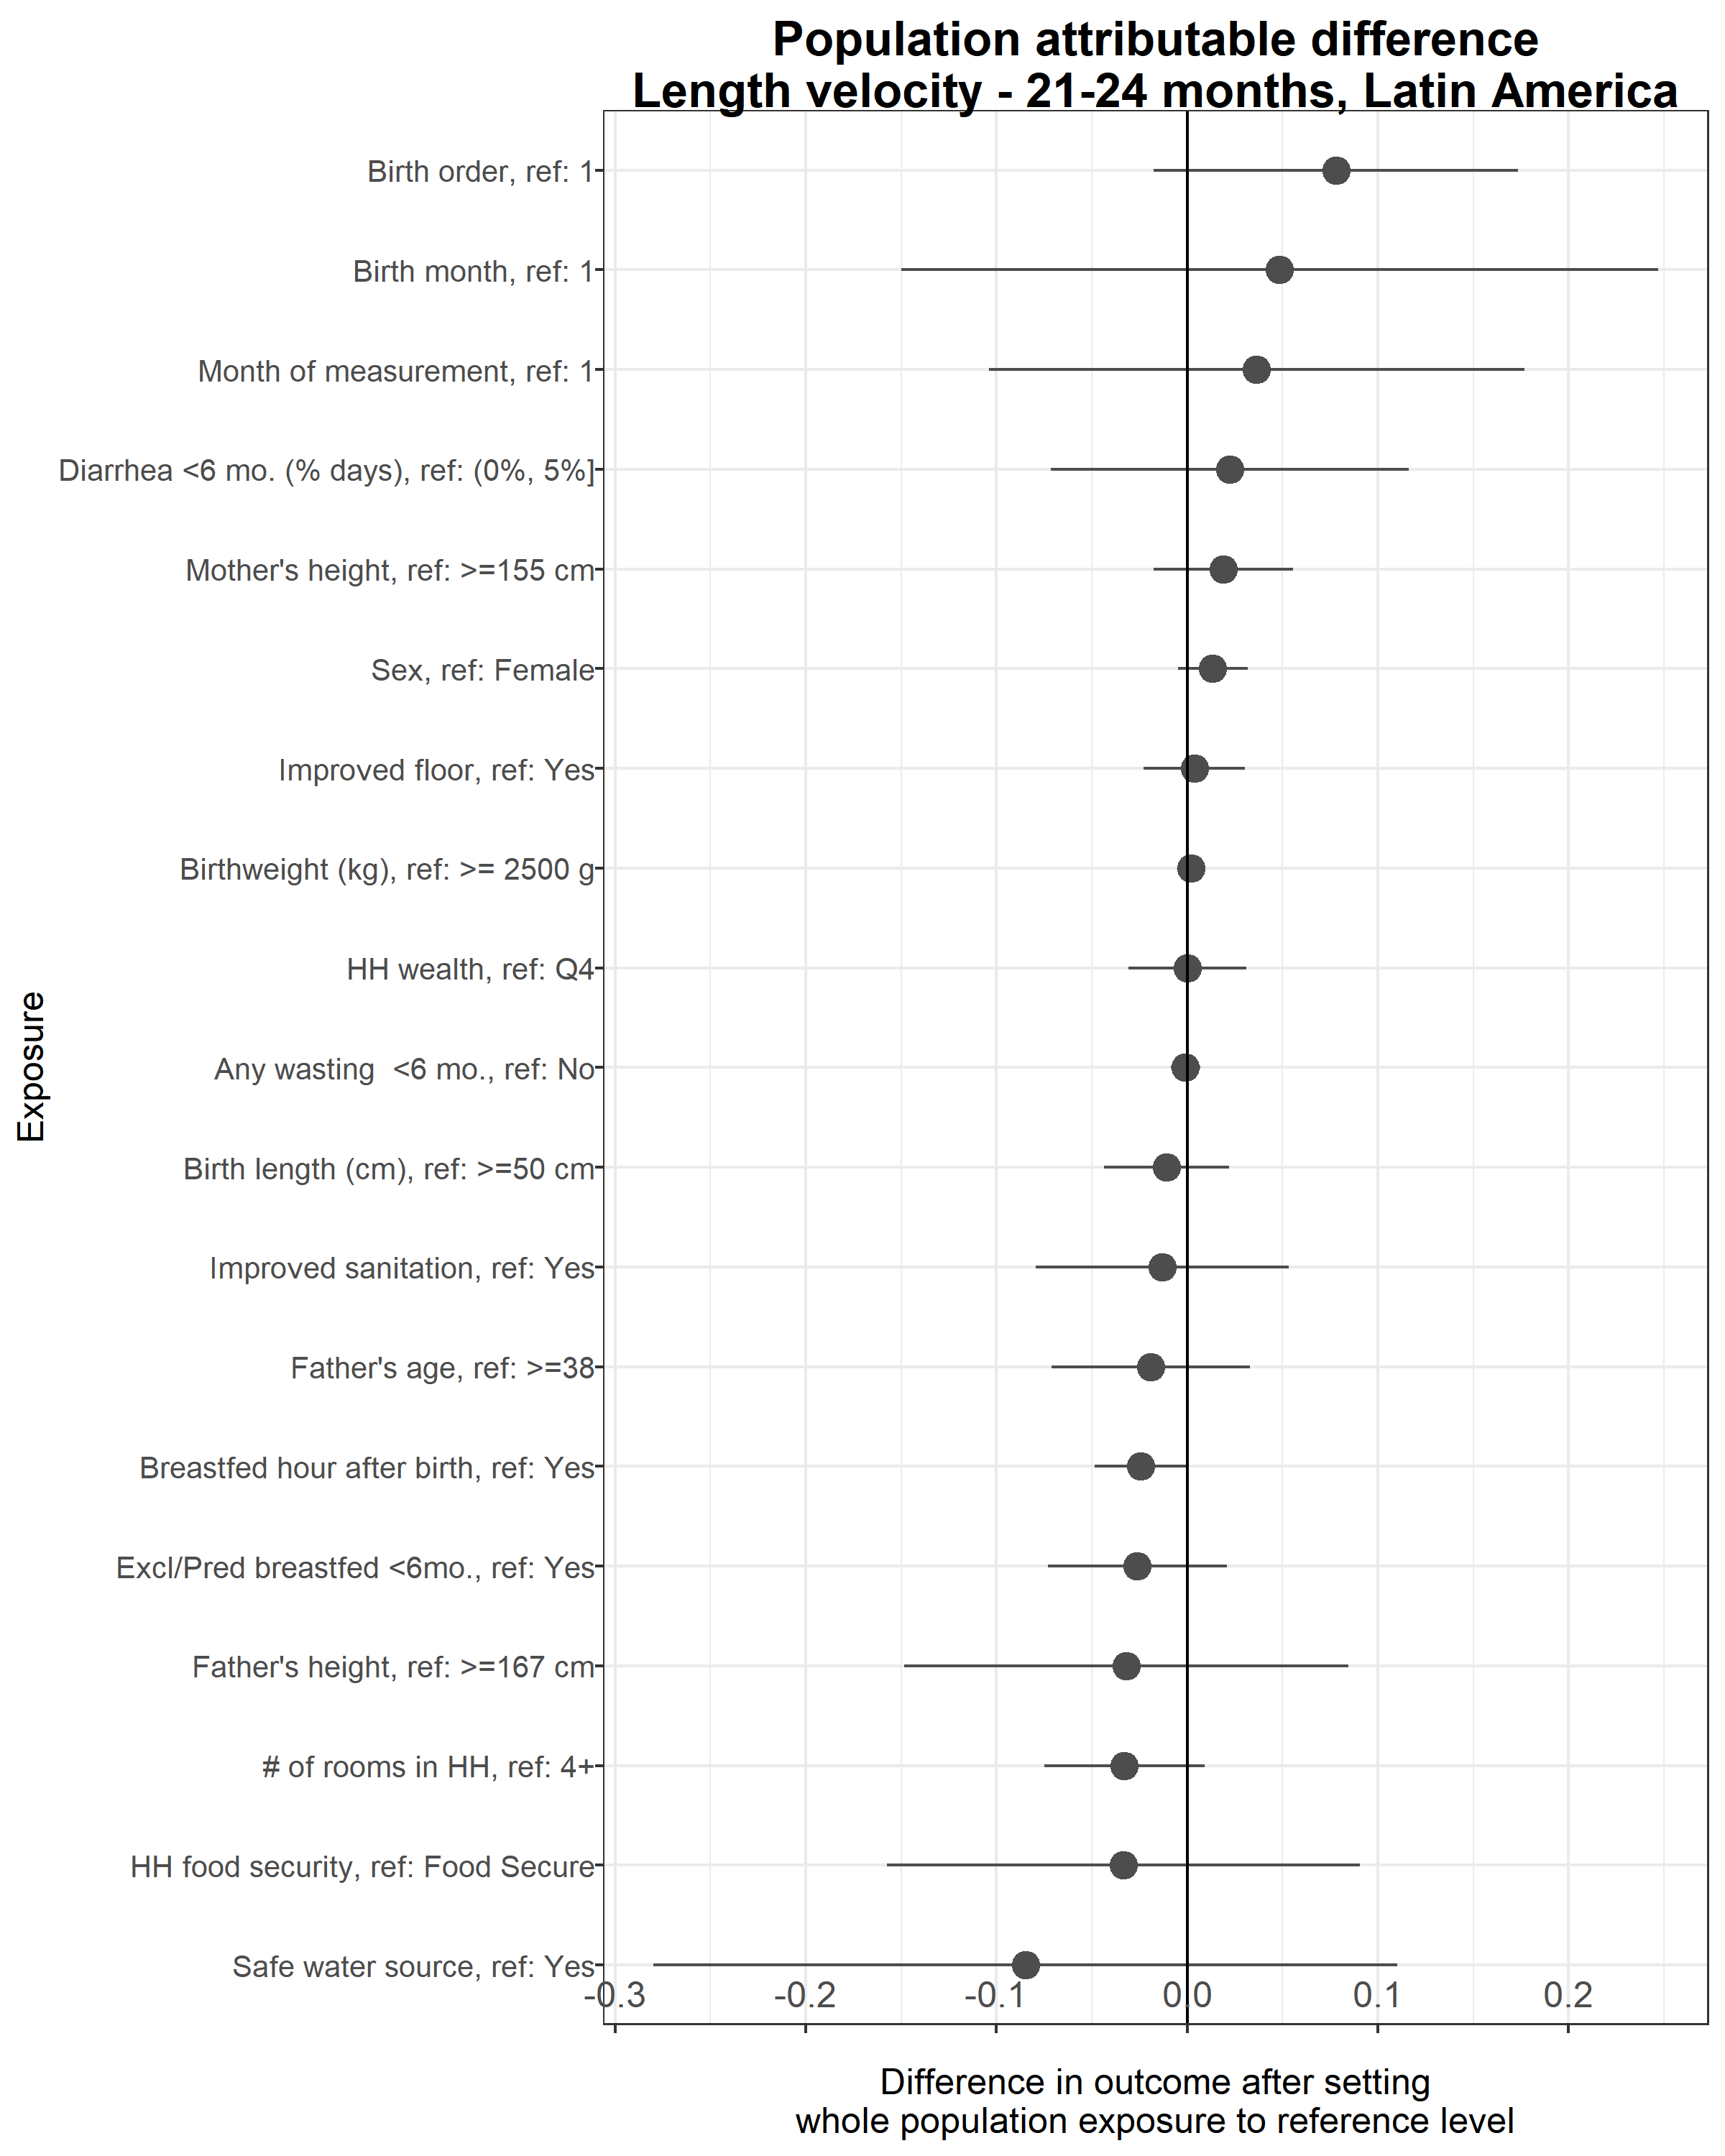 Population attributable difference
Length velocity - 21-24 months, Latin America
Birth order, ref: 1
Birth month, ref: 1
Month of measurement, ref: 1
Diarrhea <6 mo. (% days), ref: (0%, 5%]
Mother's height, ref: >=155 cm
Sex, ref: Female
Improved floor, ref: Yes
Birthweight (kg), ref: >= 2500 g
HH wealth, ref: Q4
Any wasting  <6 mo., ref: No
Birth length (cm), ref: >=50 cm
Improved sanitation, ref: Yes
Father's age, ref: >=38
Breastfed hour after birth, ref: Yes
Excl/Pred breastfed <6mo., ref: Yes
Father's height, ref: >=167 cm
# of rooms in HH, ref: 4+
HH food security, ref: Food Secure
Safe water source, ref: Yes
Exposure
-0.3 -0.2 -0.1 0.0 0.1 0.2
Difference in outcome after setting
whole population exposure to reference level